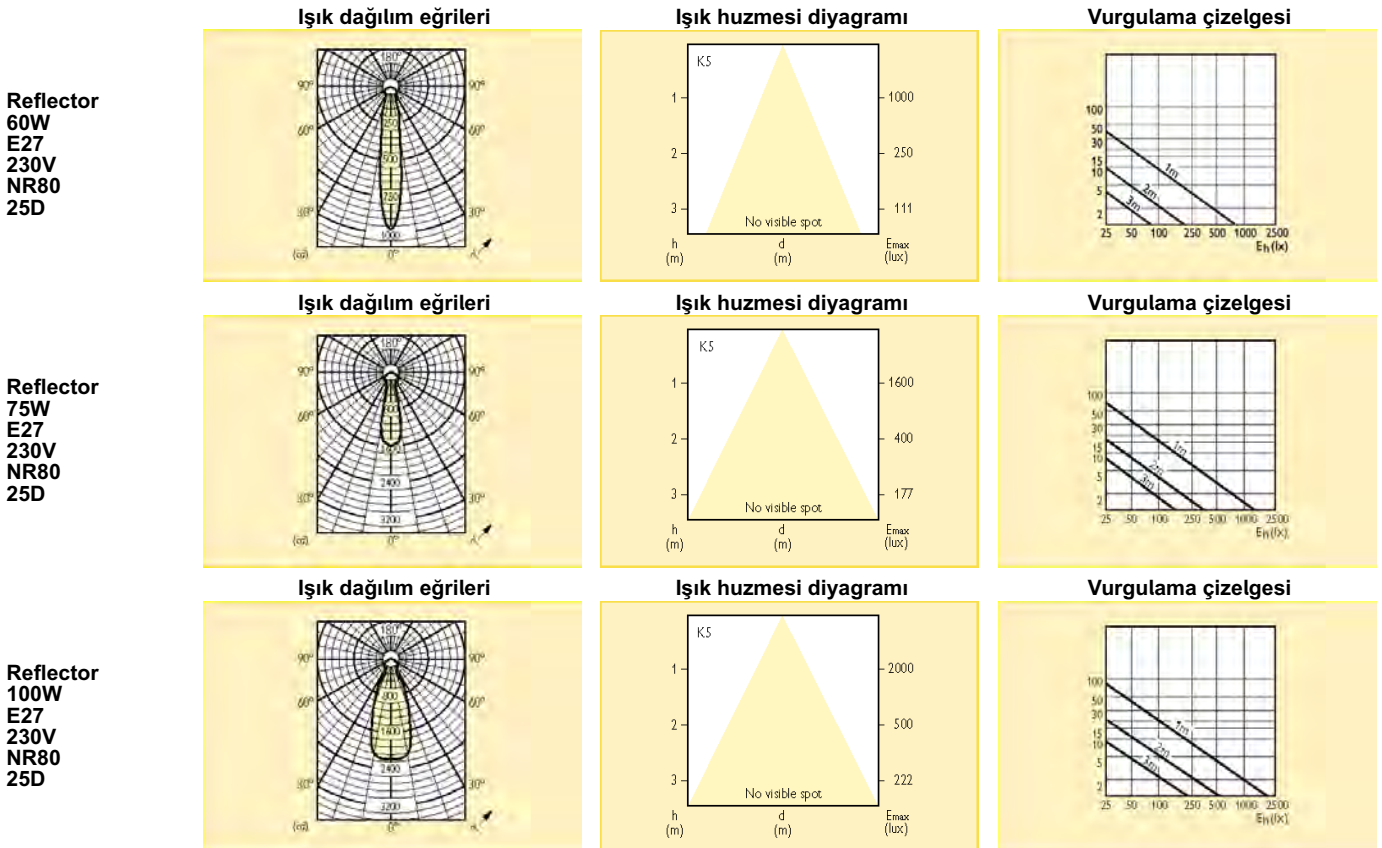 Işık dağılım eğrileri
Işık huzmesi diyagramı
Vurgulama çizelgesi
Reflector
60W
E27
230V
NR80
25D
180°
90° 90°
60° 60°
250
500
750
30° 30°
1000
(cd) 0°
K5
1 1000
2 250
3 111
No visible spot
h d Emax
(m) (m) (lux)
100
50
30
15
10
5
2
1m
2m
3m
25 50 100 250 500 1000 2500
Eh(lx)
Işık dağılım eğrileri
Işık huzmesi diyagramı
Vurgulama çizelgesi
Reflector
75W
E27
230V
NR80
25D
180°
90° 90°
60° 60°
800
1600
2400
30° 30°
3200
(cd) 0°
K5
1 1600
2 400
3 177
No visible spot
h d Emax
(m) (m) (lux)
100
50
30
15
10
5
2
1m
2m
3m
25 50 100 250 500 1000 2500
Eh(lx)
Işık dağılım eğrileri
Işık huzmesi diyagramı
Vurgulama çizelgesi
Reflector
100W
E27
230V
NR80
25D
180°
90° 90°
60° 60°
800
1600
2400
30° 30°
3200
(cd) 0°
K5
1 2000
2 500
3 222
No visible spot
h d Emax
(m) (m) (lux)
100
50
30
15
10
5
2
1m
2m
3m
25 50 100 250 500 1000 2500
Eh(lx)